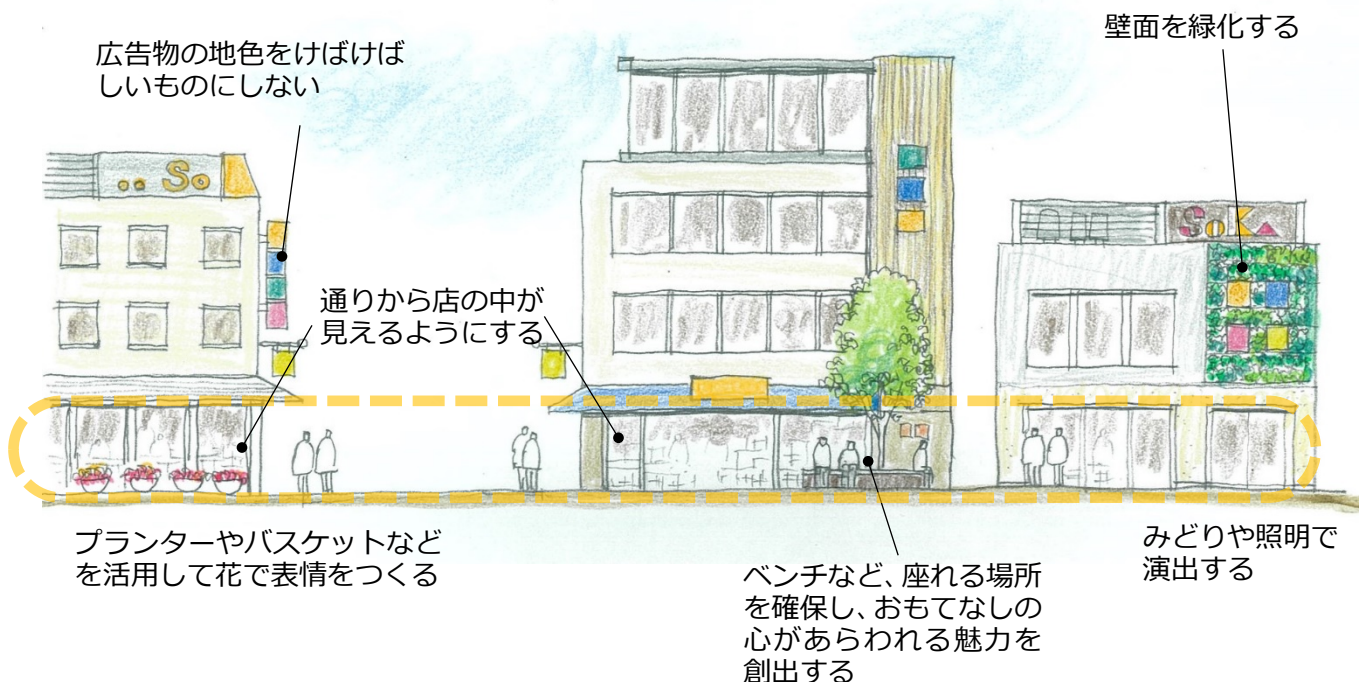 壁面を緑化する
広告物の地色をけばけば
しいものにしない
So
SoKA
通りから店の中が
見えるようにする
プランターやバスケットなど
を活用して花で表情をつくる
ベンチなど、座れる場所
を確保し、おもてなしの
心があらわれる魅力を
創出する
みどりや照明で
演出する